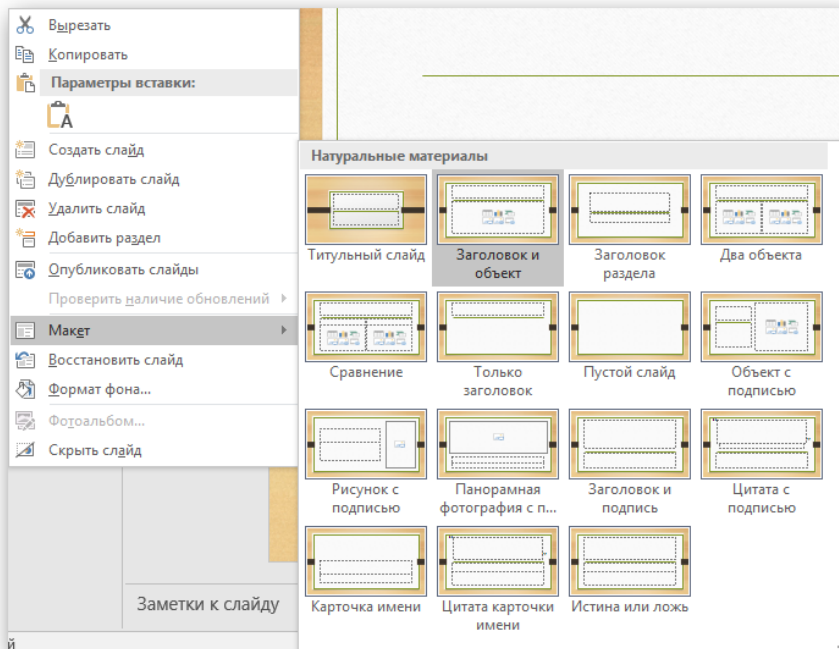 Вырезать
Копировать
Параметры вставки:
A
Создать слайд
Дублировать слайд
Удалить слайд
Добавить раздел
Опубликовать слайды
Проверить наличие обновлений
Макет
Восстановить слайд
Формат фона...
Фотоальбом...
Скрыть слайд
Натуральные материалы
Титульный слайд
Заголовок и
объект
Заголовок
раздела
Два объекта
Сравнение
Только
заголовок
Пустой слайд
Объект с
подписью
Рисунок с
подписью
Панорамная
фотография с п...
Заголовок и
подпись
Цитата с
подписью
Карточка имени
Цитата карточки
имени
Истина или ложь
Заметки к слайду
й